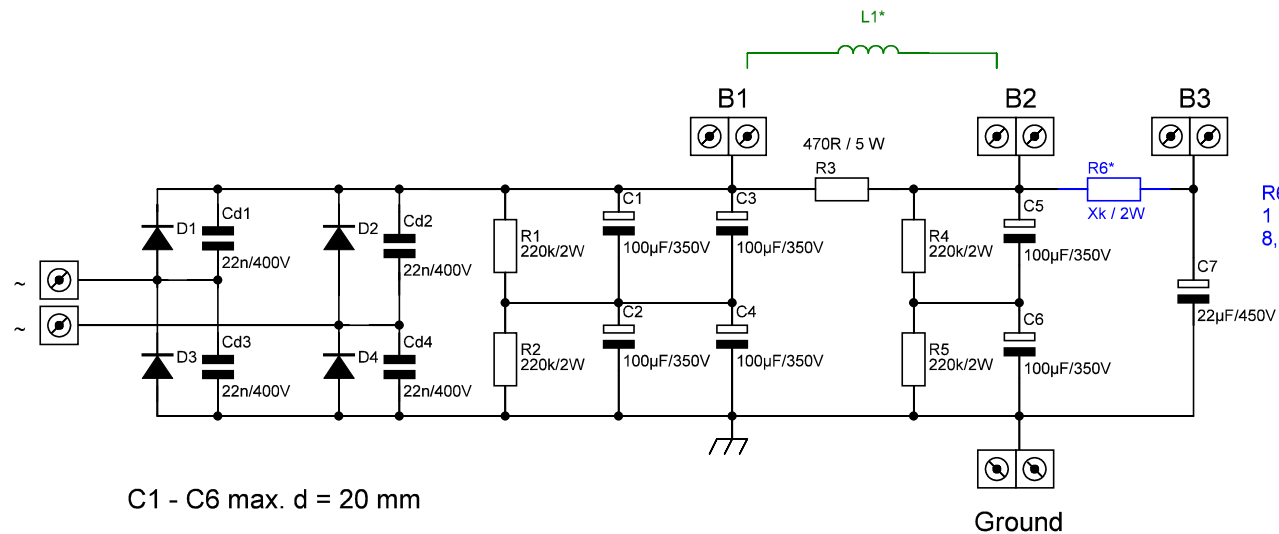 L1*
B1
B2
B3
470R / 5 W
R3
R6*
Xk / 2W
R6
1
8,
Cd1
D1
22n/400V
Cd2
D2
22n/400V
R1
220k/2W
C1
100µF/350V
C3
100µF/350V
R4
220k/2W
C5
100µF/350V
C7
22µF/450V
~
~
Cd3
D3
22n/400V
Cd4
D4
22n/400V
R2
220k/2W
C2
100µF/350V
C4
100µF/350V
R5
220k/2W
C6
100µF/350V
C1 - C6 max. d = 20 mm
Ground